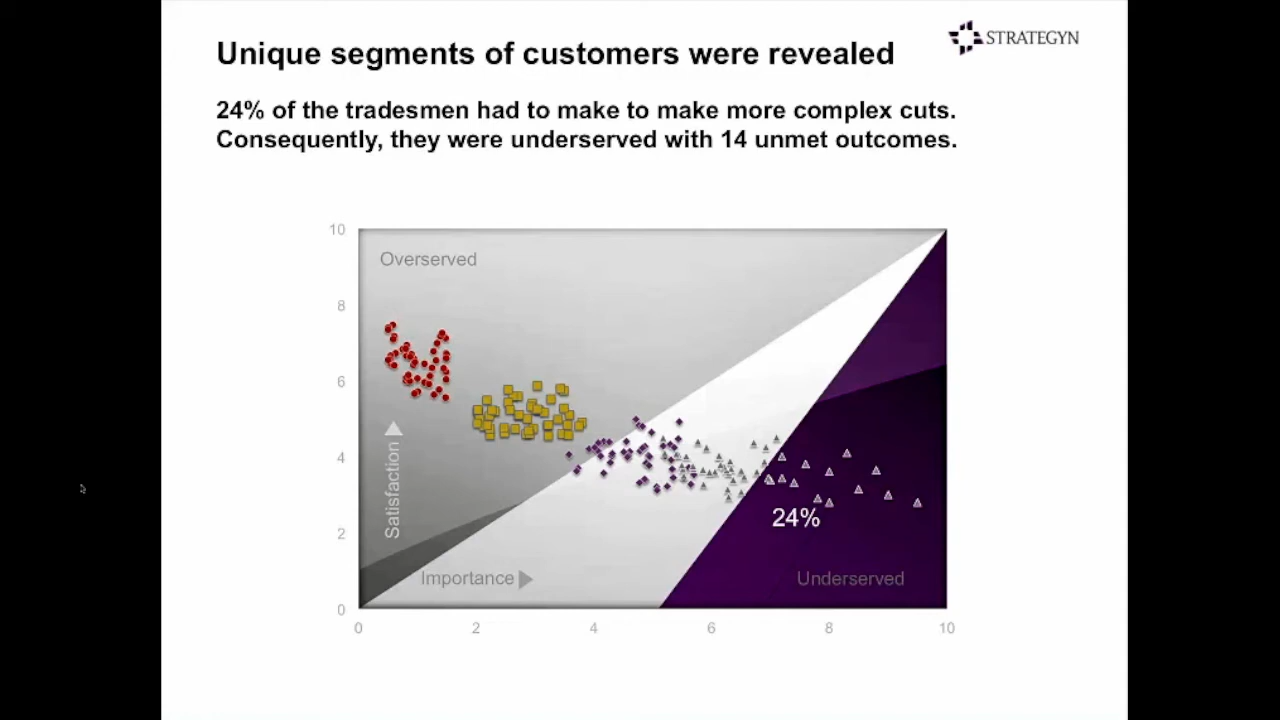 STRATEGYN
Unique segments of customers were revealed
24% of the tradesmen had to make to make more complex cuts.
Consequently, they were underserved with 14 unmet outcomes.
10
Overserved
8
6
4
Satisfaction
24%
2
Importance
Underserved
0
0 2 4 6 8 10